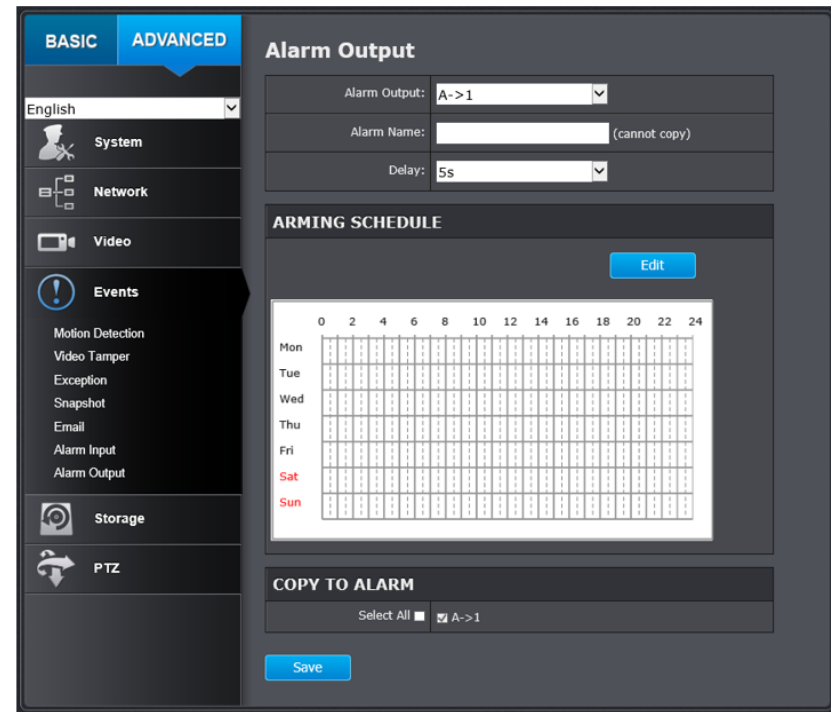 BASIC ADVANCED
English
System
Network
Video
Events
Motion Detection
Video Tamper
Exception
Snapshot
Email
Alarm Input
Alarm Output
Storage
PTZ
Alarm Output
Alarm Output: A->1
Alarm Name: (cannot copy)
Delay: 5s
ARMING SCHEDULE
Edit
0 2 4 6 8 10 12 14 16 18 20 22 24
Mon
Tue
Wed
Thu
Fri
Sat
Sun
COPY TO ALARM
Select All A->1
Save